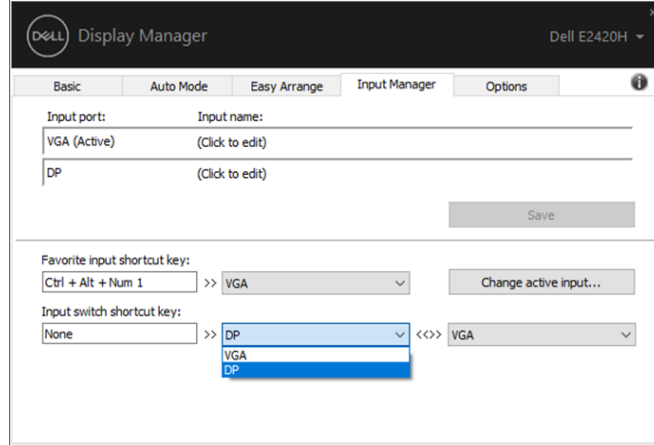 DELL Display Manager Dell E2420H
Basic Auto Mode Easy Arrange Input Manager Options
Input port: Input name:
VGA (Active) (Click to edit)
DP (Click to edit)
Save
Favorite input shortcut key:
Ctrl + Alt + Num 1 >> VGA Change active input...
Input switch shortcut key:
None >> DP <<>> VGA
VGA
DP